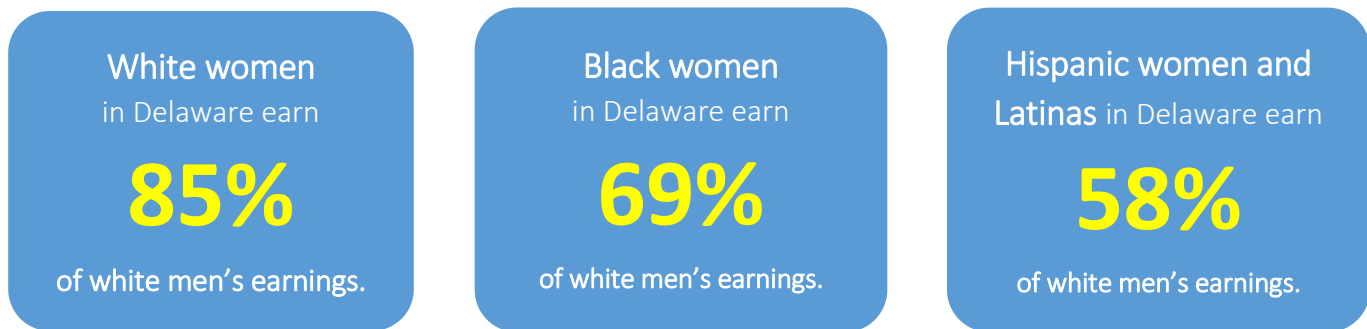 White women
in Delaware earn
85%
of white men's earnings.
Black women
in Delaware earn
69%
of white men's earnings.
Hispanic women and
Latinas in Delaware earn
58%
of white men's earnings.